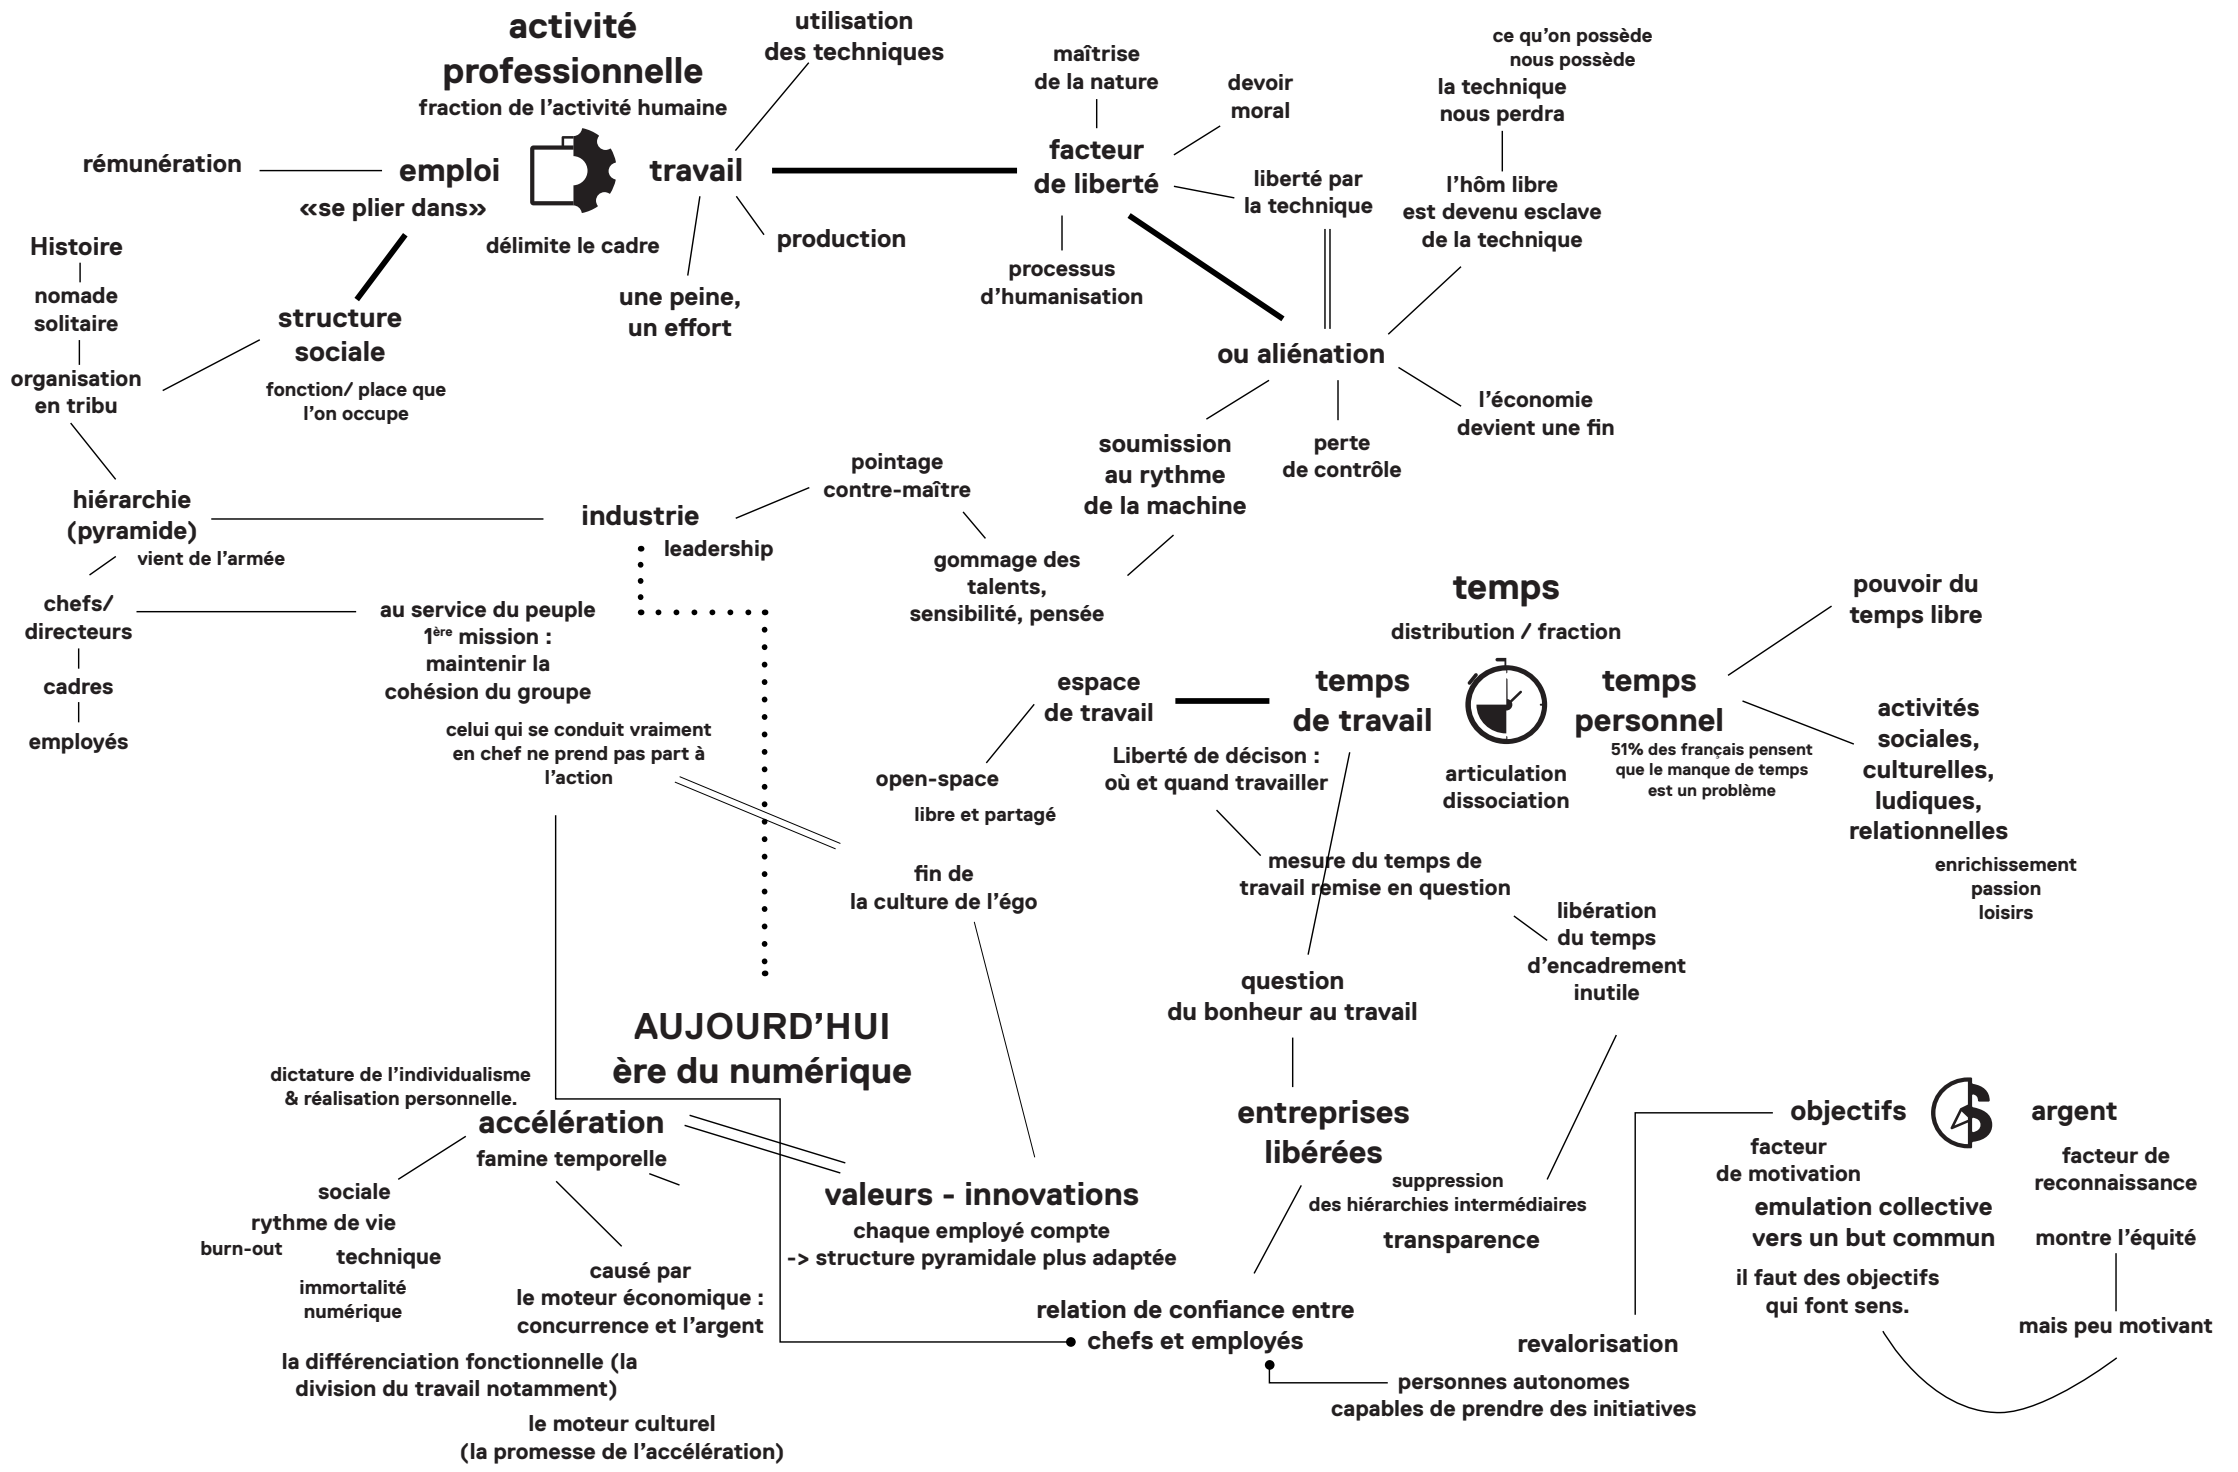 activité
professionnelle
fraction de l'activité humaine
utilisation
des techniques
rémunération
emploi
«se plier dans»
travail
délimite le cadre
production
une peine,
un effort
maîtrise
de la nature
devoir
moral
facteur
de liberté
liberté par
la technique
processus
d'humanisation
ce qu'on possède
nous possède
la technique
nous perdra
l'hôm libre
est devenu esclave
de la technique
ou aliénation
l'économie
devient une fin
perte
de contrôle
soumission
au rythme
de la machine
Histoire
nomade
solitaire
organisation
en tribu
structure
sociale
fonction/ place que
l'on occupe
hiérarchie
(pyramide)
vient de l'armée
industrie
leadership
pointage
contre-maître
gommage des
talents,
sensibilité, pensée
chefs/
directeurs
cadres
employés
au service du peuple
1ère mission :
maintenir la
cohésion du groupe
celui qui se conduit vraiment
en chef ne prend pas part à
l'action
temps
distribution / fraction
espace
de travail
temps
de travail
temps
personnel
51% des français pensent
que le manque de temps
est un problème
articulation
dissociation
pouvoir du
temps libre
activités
sociales,
culturelles,
ludiques,
relationnelles
enrichissement
passion
loisirs
open-space
libre et partagé
Liberté de décison :
où et quand travailler
mesure du temps de
travail remise en question
libération
du temps
d'encadrement
inutile
fin de
la culture de l'égo
question
du bonheur au travail
AUJOURD'HUI
ère du numérique
dictature de l'individualisme
& réalisation personnelle.
accélération
famine temporelle
sociale
rythme de vie
burn-out
technique
immortalité
numérique
causé par
le moteur économique :
concurrence et l'argent
la différenciation fonctionnelle (la
division du travail notamment)
le moteur culturel
(la promesse de l'accélération)
valeurs - innovations
chaque employé compte
-> structure pyramidale plus adaptée
entreprises
libérées
suppression
des hiérarchies intermédiaires
transparence
relation de confiance entre
chefs et employés
personnes autonomes
capables de prendre des initiatives
revalorisation
objectifs
facteur
de motivation
emulation collective
vers un but commun
il faut des objectifs
qui font sens.
argent
facteur de
reconnaissance
montre l'équité
mais peu motivant